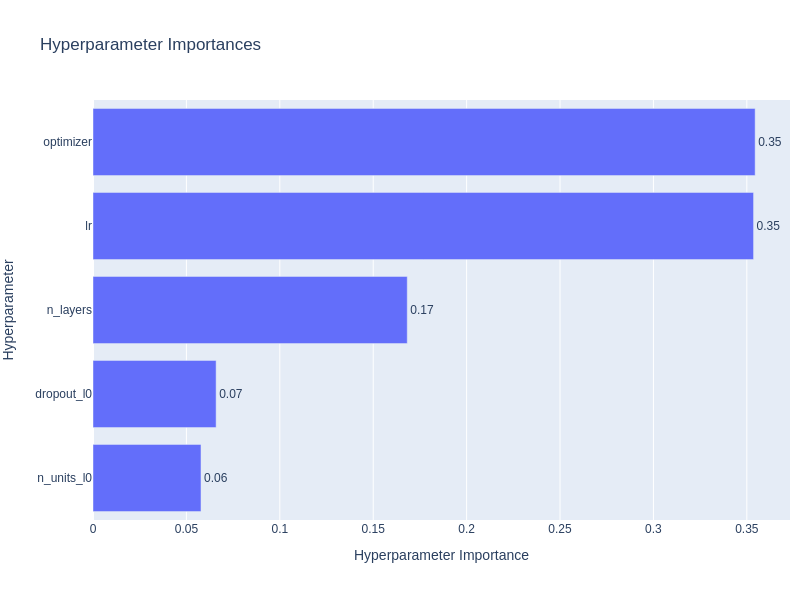 Hyperparameter Importances
optimizer
0.35
lr
0.35
n_layers
0.17
dropout_l0
0.07
n_units_l0
0.06
0
0.05
0.1
0.15
0.2
0.25
0.3
0.35
Hyperparameter Importance
Hyperparameter